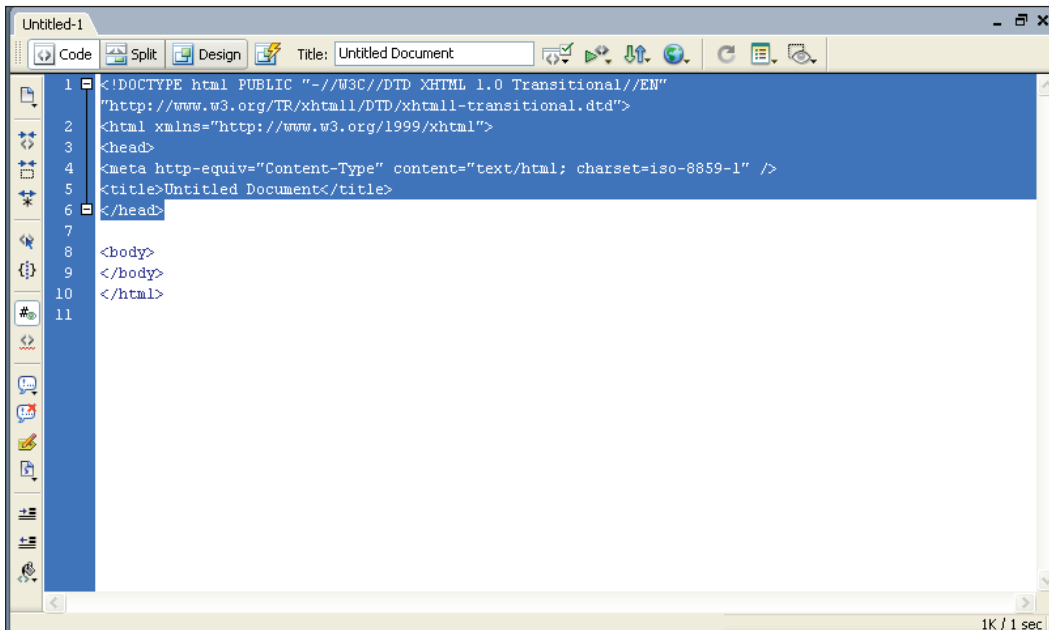 Untitled-1
Code Split Design Title: Untitled Document
1 <!DOCTYPE html PUBLIC "-//W3C//DTD XHTML 1.0 Transitional//EN"
"http://www.w3.org/TR/xhtml1/DTD/xhtml1-transitional.dtd">
2 <html xmlns="http://www.w3.org/1999/xhtml">
3 <head>
4 <meta http-equiv="Content-Type" content="text/html; charset=iso-8859-1" />
5 <title>Untitled Document</title>
6 </head>
7
8 <body>
9 </body>
10 </html>
11
1K / 1 sec